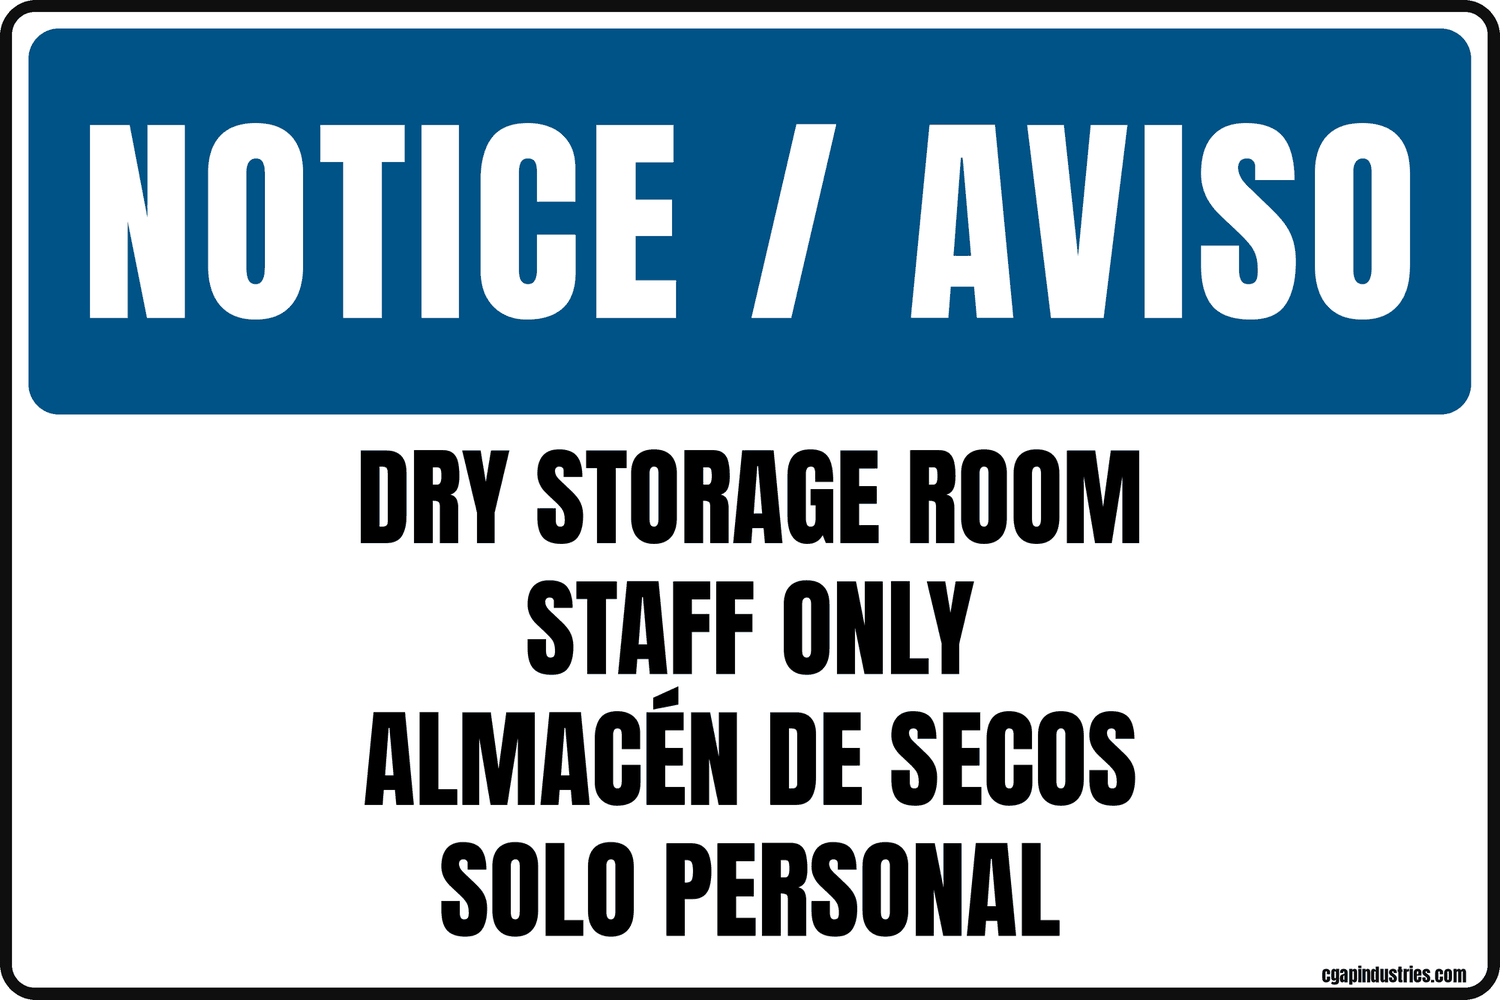 NOTICE / AVISO
DRY STORAGE ROOM
STAFF ONLY
ALMACÉN DE SECOS
SOLO PERSONAL
cgapindustries.com